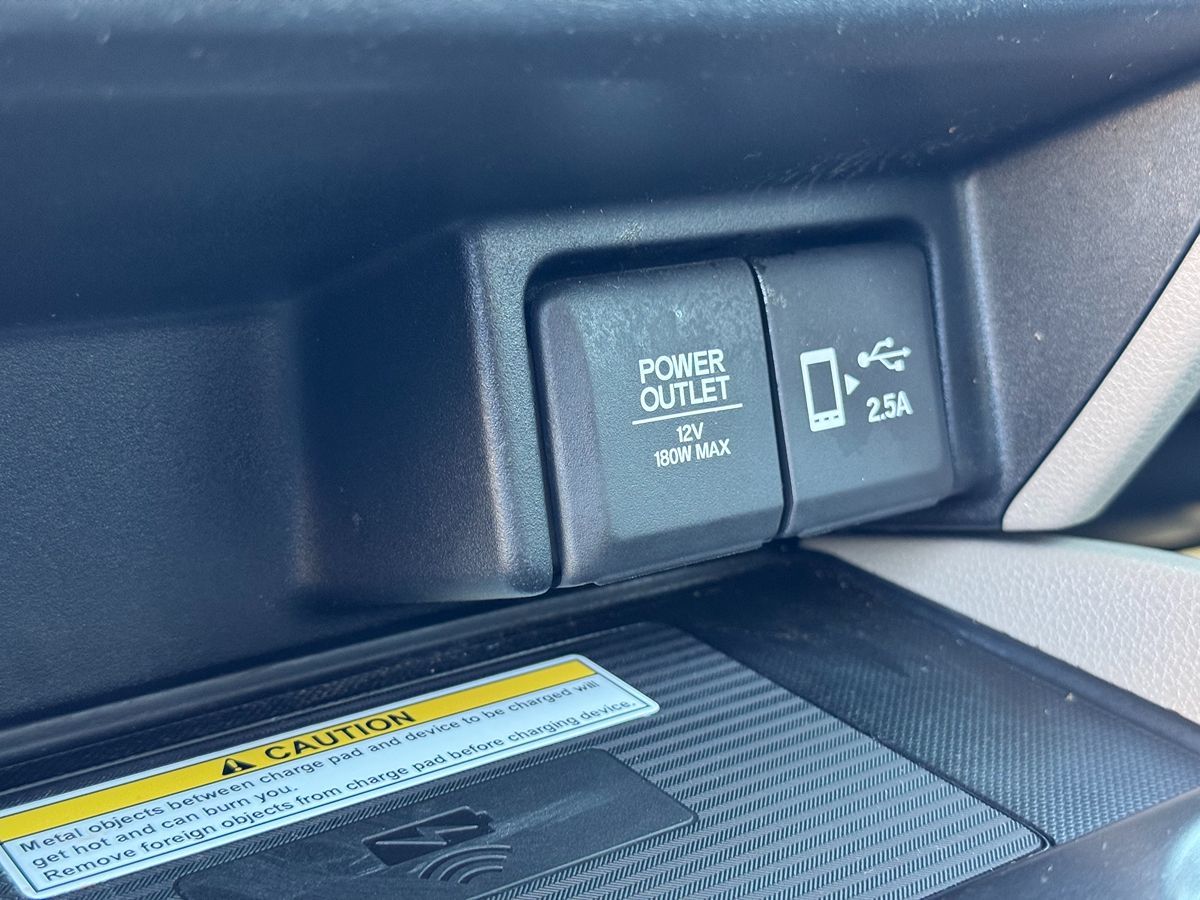 POWER
OUTLET
12V
180W MAX
2.5A
CAUTION
Metal objects between charge pad and device to be charged will
get hot and can burn you.
Remove foreign objects from charge pad before charging device.